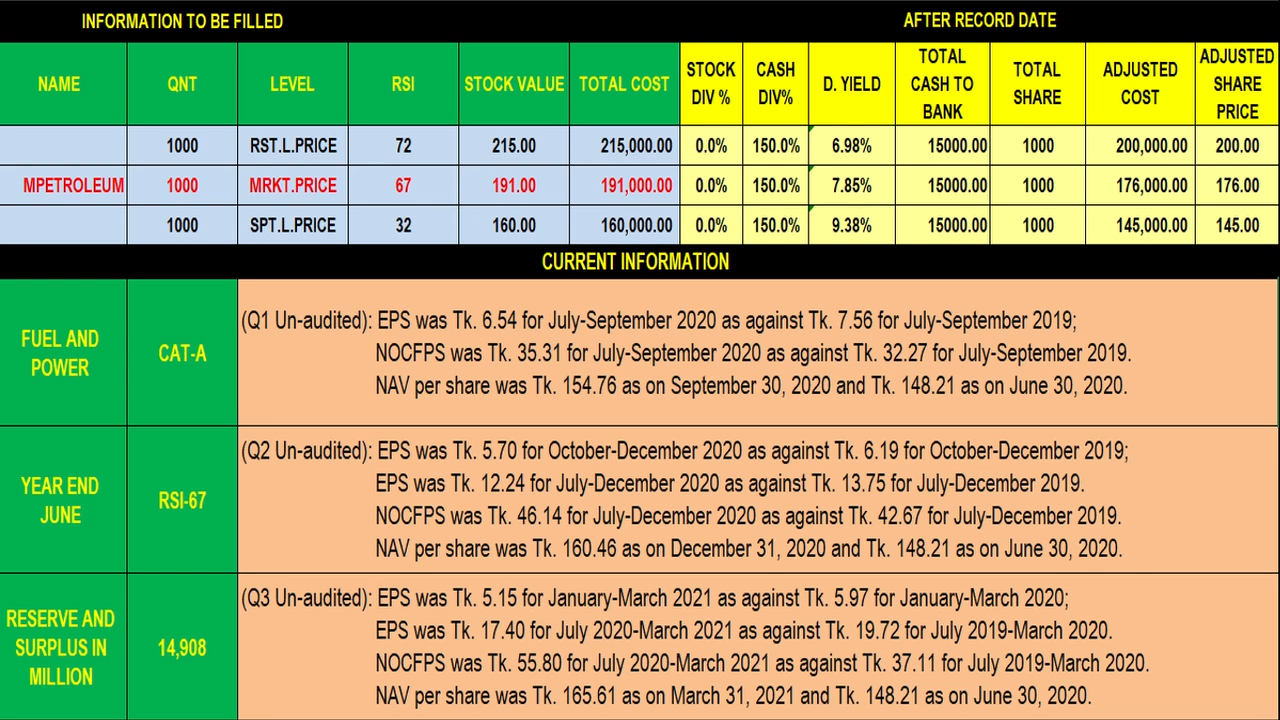 INFORMATION TO BE FILLED
AFTER RECORD DATE
NAME QNT LEVEL RSI STOCK VALUE TOTAL COST STOCK DIV % CASH DIV% D. YIELD TOTAL CASH TO BANK TOTAL SHARE ADJUSTED COST ADJUSTED SHARE PRICE
1000 RST.L.PRICE 72 215.00 215,000.00 0.0% 150.0% 6.98% 15000.00 1000 200,000.00 200.00
MPETROLEUM 1000 MRKT.PRICE 67 191.00 191,000.00 0.0% 150.0% 7.85% 15000.00 1000 176,000.00 176.00
1000 SPT.L.PRICE 32 160.00 160,000.00 0.0% 150.0% 9.38% 15000.00 1000 145,000.00 145.00
CURRENT INFORMATION
FUEL AND
POWER
CAT-A
(Q1 Un-audited): EPS was Tk. 6.54 for July-September 2020 as against Tk. 7.56 for July-September 2019;
NOCFPS was Tk. 35.31 for July-September 2020 as against Tk. 32.27 for July-September 2019.
NAV per share was Tk. 154.76 as on September 30, 2020 and Tk. 148.21 as on June 30, 2020.
YEAR END
JUNE
RSI-67
(Q2 Un-audited): EPS was Tk. 5.70 for October-December 2020 as against Tk. 6.19 for October-December 2019;
EPS was Tk. 12.24 for July-December 2020 as against Tk. 13.75 for July-December 2019.
NOCFPS was Tk. 46.14 for July-December 2020 as against Tk. 42.67 for July-December 2019.
NAV per share was Tk. 160.46 as on December 31, 2020 and Tk. 148.21 as on June 30, 2020.
RESERVE AND
SURPLUS IN
MILLION
14,908
(Q3 Un-audited): EPS was Tk. 5.15 for January-March 2021 as against Tk. 5.97 for January-March 2020;
EPS was Tk. 17.40 for July 2020-March 2021 as against Tk. 19.72 for July 2019-March 2020.
NOCFPS was Tk. 55.80 for July 2020-March 2021 as against Tk. 37.11 for July 2019-March 2020.
NAV per share was Tk. 165.61 as on March 31, 2021 and Tk. 148.21 as on June 30, 2020.